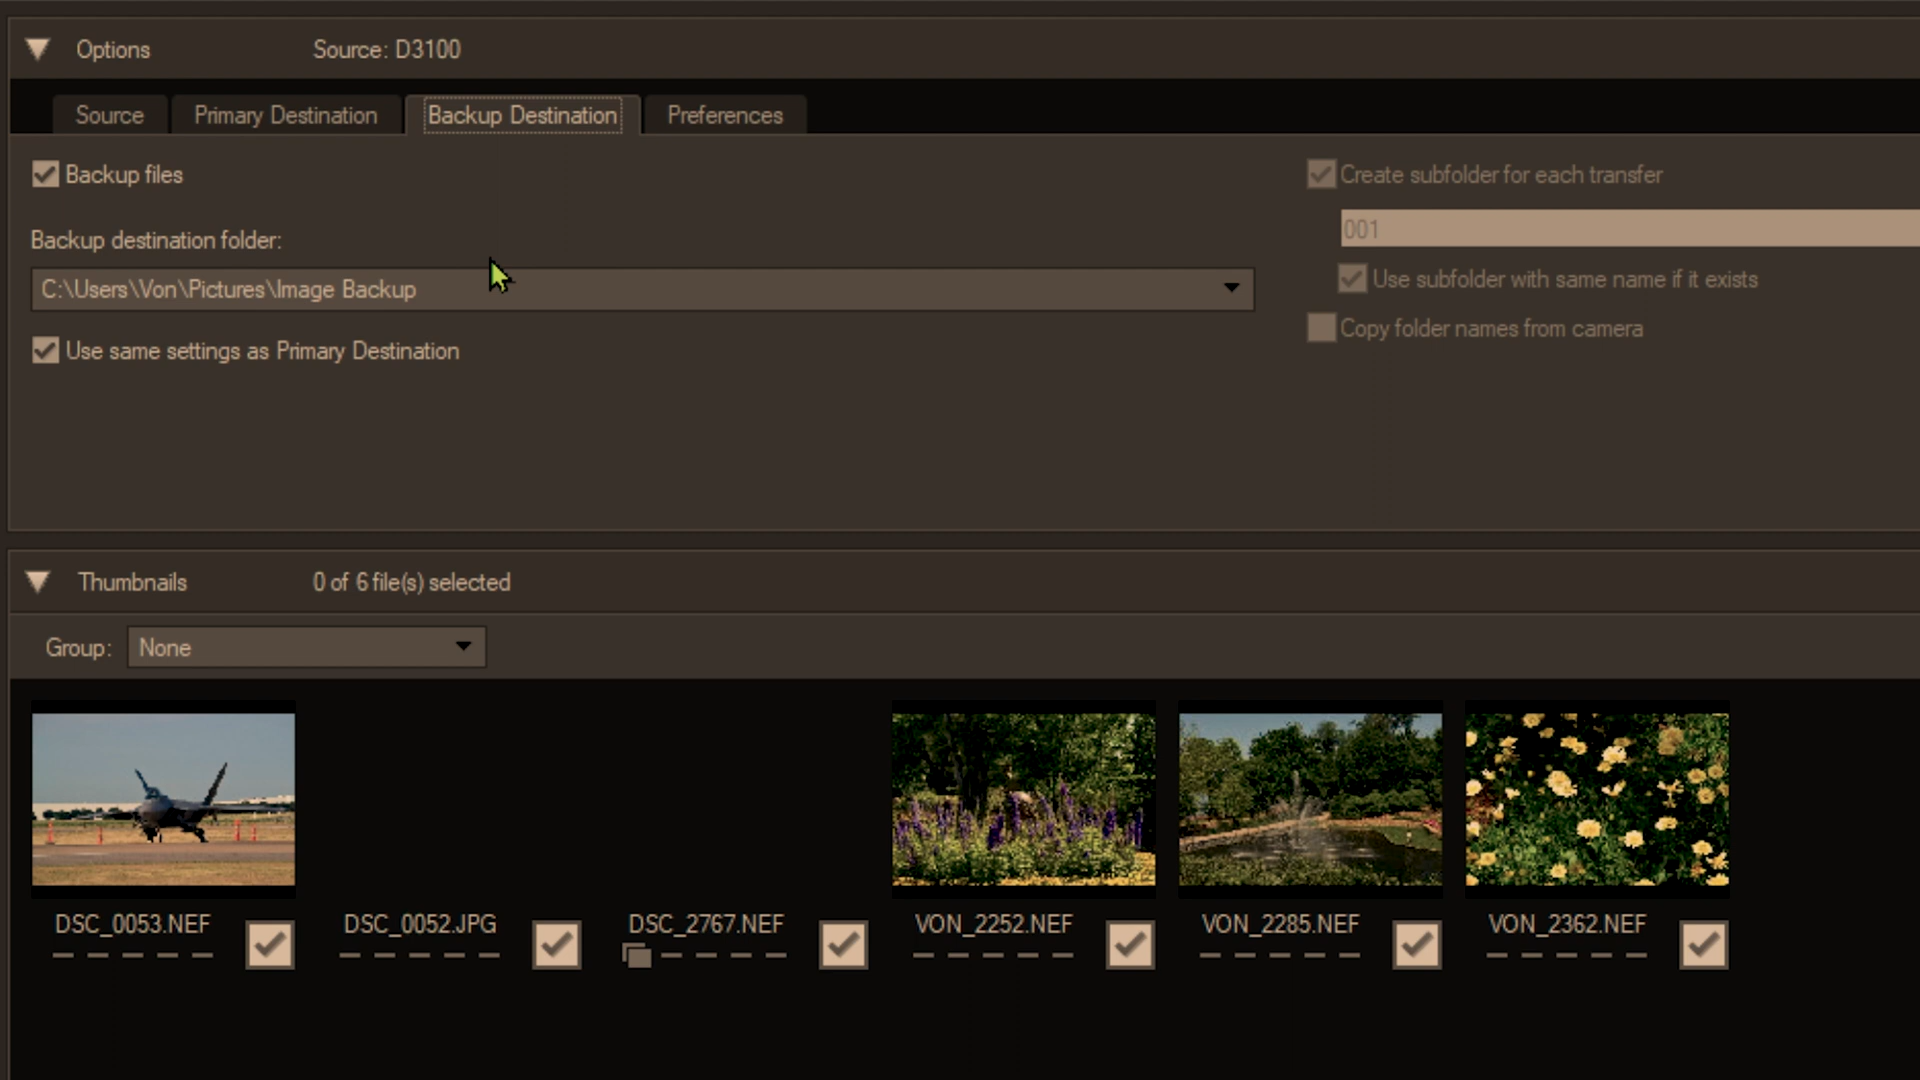 Options Source: D3100
Source Primary Destination Backup Destination Preferences
Backup files
Backup destination folder:
C:\Users\Von\Pictures\Image Backup
Use same settings as Primary Destination
Create subfolder for each transfer
001
Use subfolder with same name if it exists
Copy folder names from camera
Thumbnails 0 of 6 file(s) selected
Group: None
DSC_0053.NEF DSC_0052.JPG DSC_2767.NEF VON_2252.NEF VON_2285.NEF VON_2362.NEF